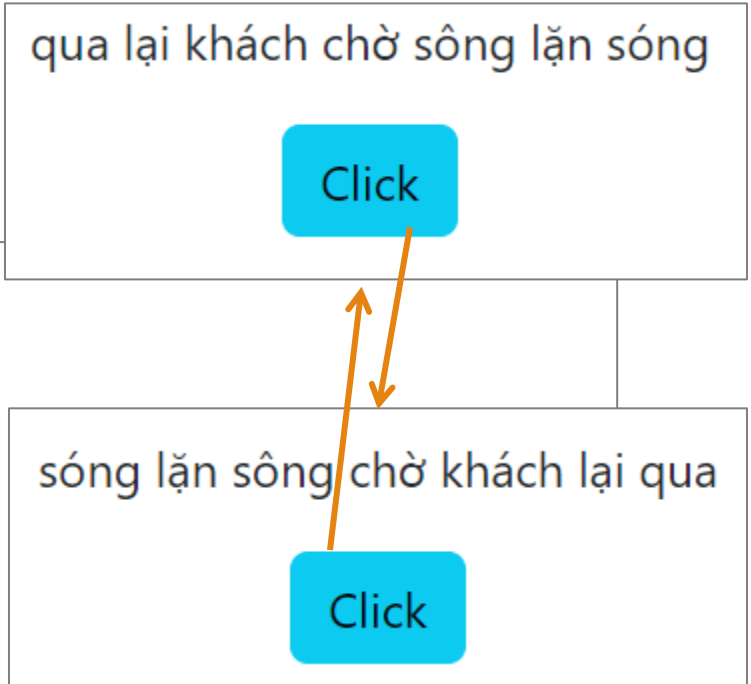 qua lại khách chờ sông lặn sóng
Click
sóng lặn sông chờ khách lại qua
Click